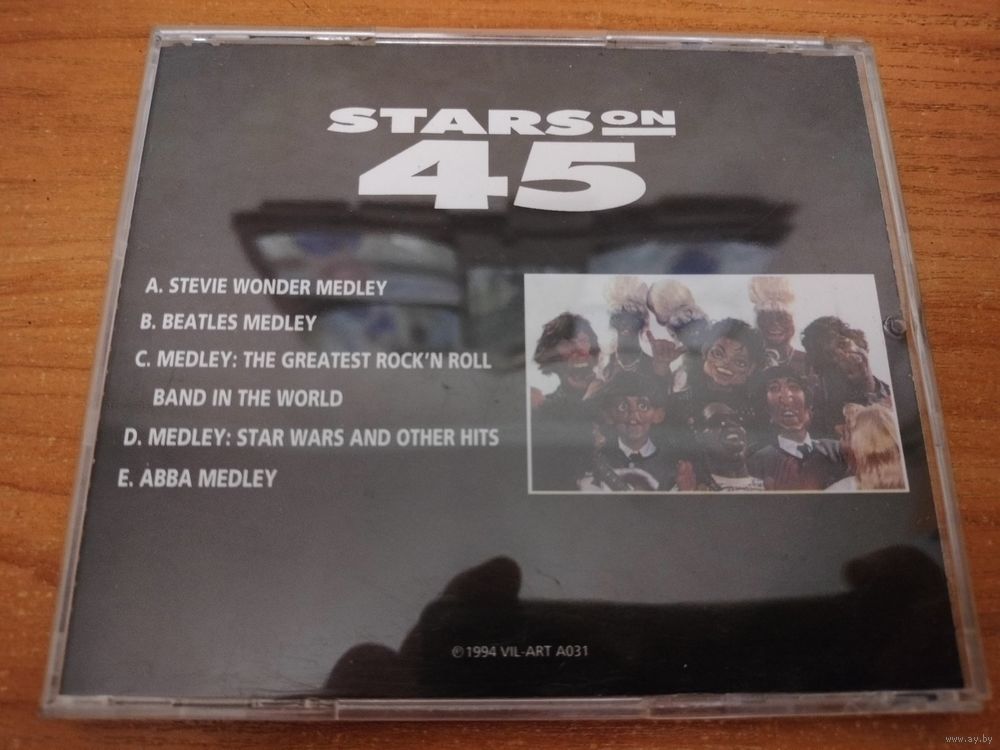 STARS ON
45
A. STEVIE WONDER MEDLEY
B. BEATLES MEDLEY
C. MEDLEY: THE GREATEST ROCK'N ROLL
BAND IN THE WORLD
D. MEDLEY: STAR WARS AND OTHER HITS
E. ABBA MEDLEY
℗1994 VIL-ART A031
www.ay.by